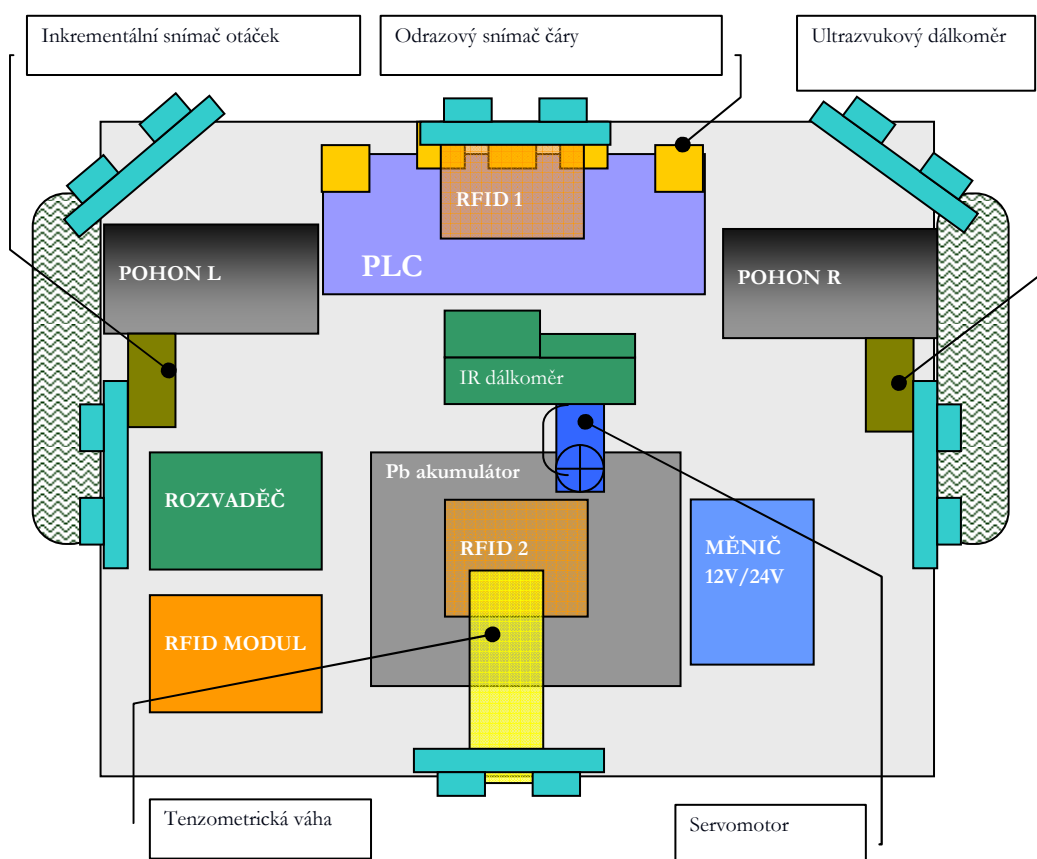 Inkrementální snímač otáček
Odrazový snímač čáry
Ultrazvukový dálkoměr
RFID 1
PLC
POHON L
POHON R
IR dálkoměr
Pb akumulátor
ROZVADĚČ
RFID 2
MĚNIČ
12V/24V
RFID MODUL
Tenzometrická váha
Servomotor